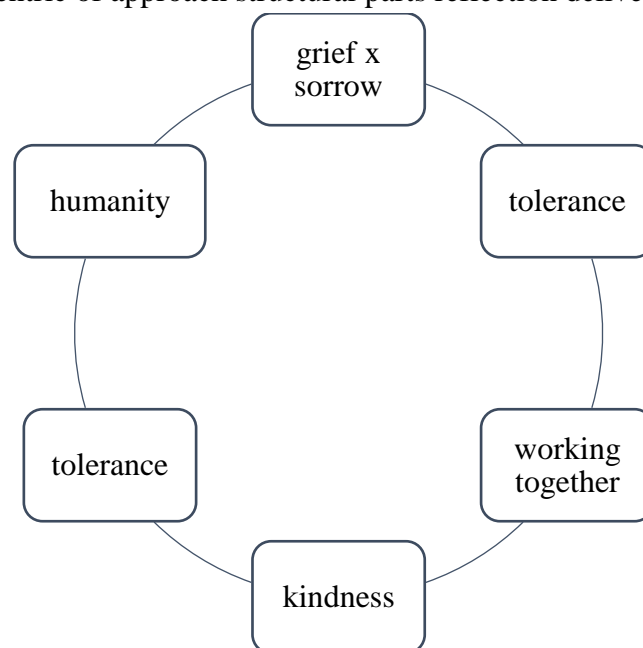 of approach structural parts reflection
grief x
sorrow
humanity
tolerance
tolerance
working
together
kindness